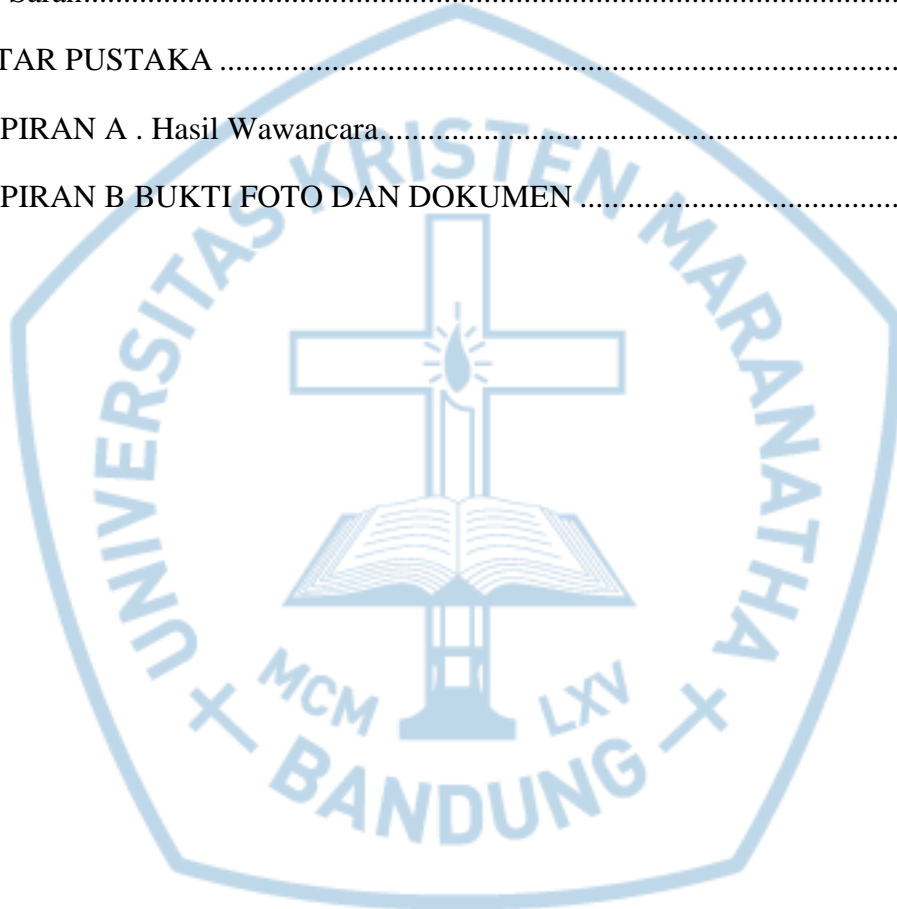 Saran..........................................................................................................
TAR PUSTAKA ........................................................................................
PIRAN A . Hasil Wawancara....................................................................
PIRAN B BUKTI FOTO DAN DOKUMEN ...........................................
UNIVERSITAS KRISTEN MARANATHA
MCM LXV
BANDUNG